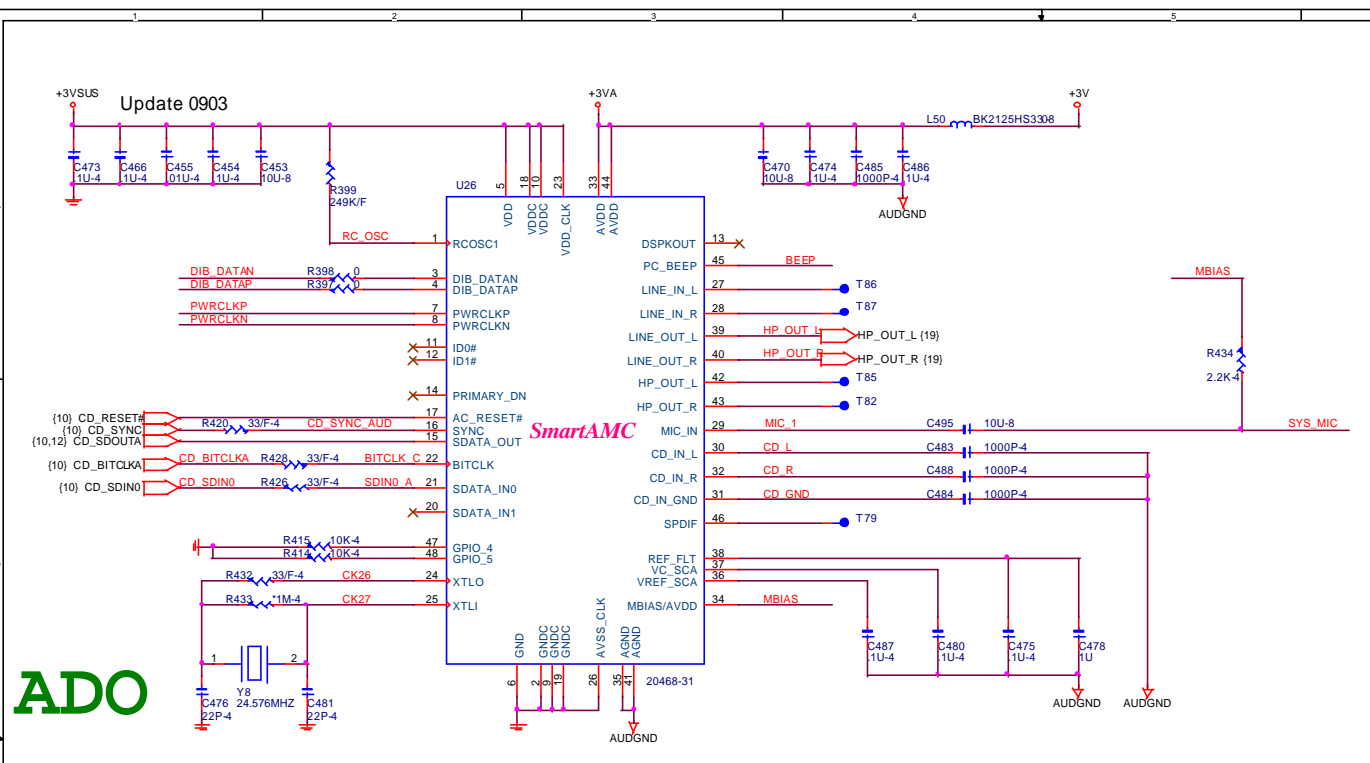 1 2 3 4 5
+3VSUS
Update 0903
+3VA
+3V
L50 BK2125HS330-8
C473
.1U-4
C466
.1U-4
C455
.01U-4
C454
.1U-4
C453
10U-8
R399
249K/F
C470
10U-8
C474
.1U-4
C485
1000P-4
C486
.1U-4
AUDGND
U26
5 18 10 23 33 44
VDD VDDC VDDC VDD_CLK AVDD AVDD
RC_OSC 1 RCOSC1
DIB_DATAN R398 0 3 DIB_DATAN
DIB_DATAP R397 0 4 DIB_DATAP
PWRCLKP 7 PWRCLKP
PWRCLKN 8 PWRCLKN
11 ID0#
12 ID1#
14 PRIMARY_DN
{10} CD_RESET# 17 AC_RESET#
{10} CD_SYNC R420 33/F-4 CD_SYNC_AUD 16 SYNC
{10,12} CD_SDOUTA 15 SDATA_OUT
{10} CD_BITCLKA CD_BITCLKA R428 33/F-4 BITCLK_C 22 BITCLK
{10} CD_SDIN0 CD_SDIN0 R426 33/F-4 SDIN0_A 21 SDATA_IN0
20 SDATA_IN1
R415 10K-4 47 GPIO_4
R414 10K-4 48 GPIO_5
R432 33/F-4 CK26 24 XTLO
R433 *1M-4 CK27 25 XTLI
SmartAMC
DSPKOUT 13
PC_BEEP 45 BEEP
LINE_IN_L 27 T86
LINE_IN_R 28 T87
LINE_OUT_L 39 HP_OUT_L HP_OUT_L {19}
LINE_OUT_R 40 HP_OUT_R HP_OUT_R {19}
HP_OUT_L 42 T85
HP_OUT_R 43 T82
MIC_IN 29 MIC_1 C495 10U-8 SYS_MIC
CD_IN_L 30 CD_L C483 1000P-4
CD_IN_R 32 CD_R C488 1000P-4
CD_IN_GND 31 CD_GND C484 1000P-4
SPDIF 46 T79
REF_FLT 38
VC_SCA 37
VREF_SCA 36
MBIAS/AVDD 34 MBIAS
MBIAS
R434
2.2K-4
GND GNDC GNDC GNDC AVSS_CLK AGND AGND
6 2 9 19 26 35 41
20468-31
AUDGND
1 2
Y8
24.576MHZ
C476
22P-4
C481
22P-4
C487
.1U-4
C480
.1U-4
C475
.1U-4
C478
1U
AUDGND AUDGND
ADO